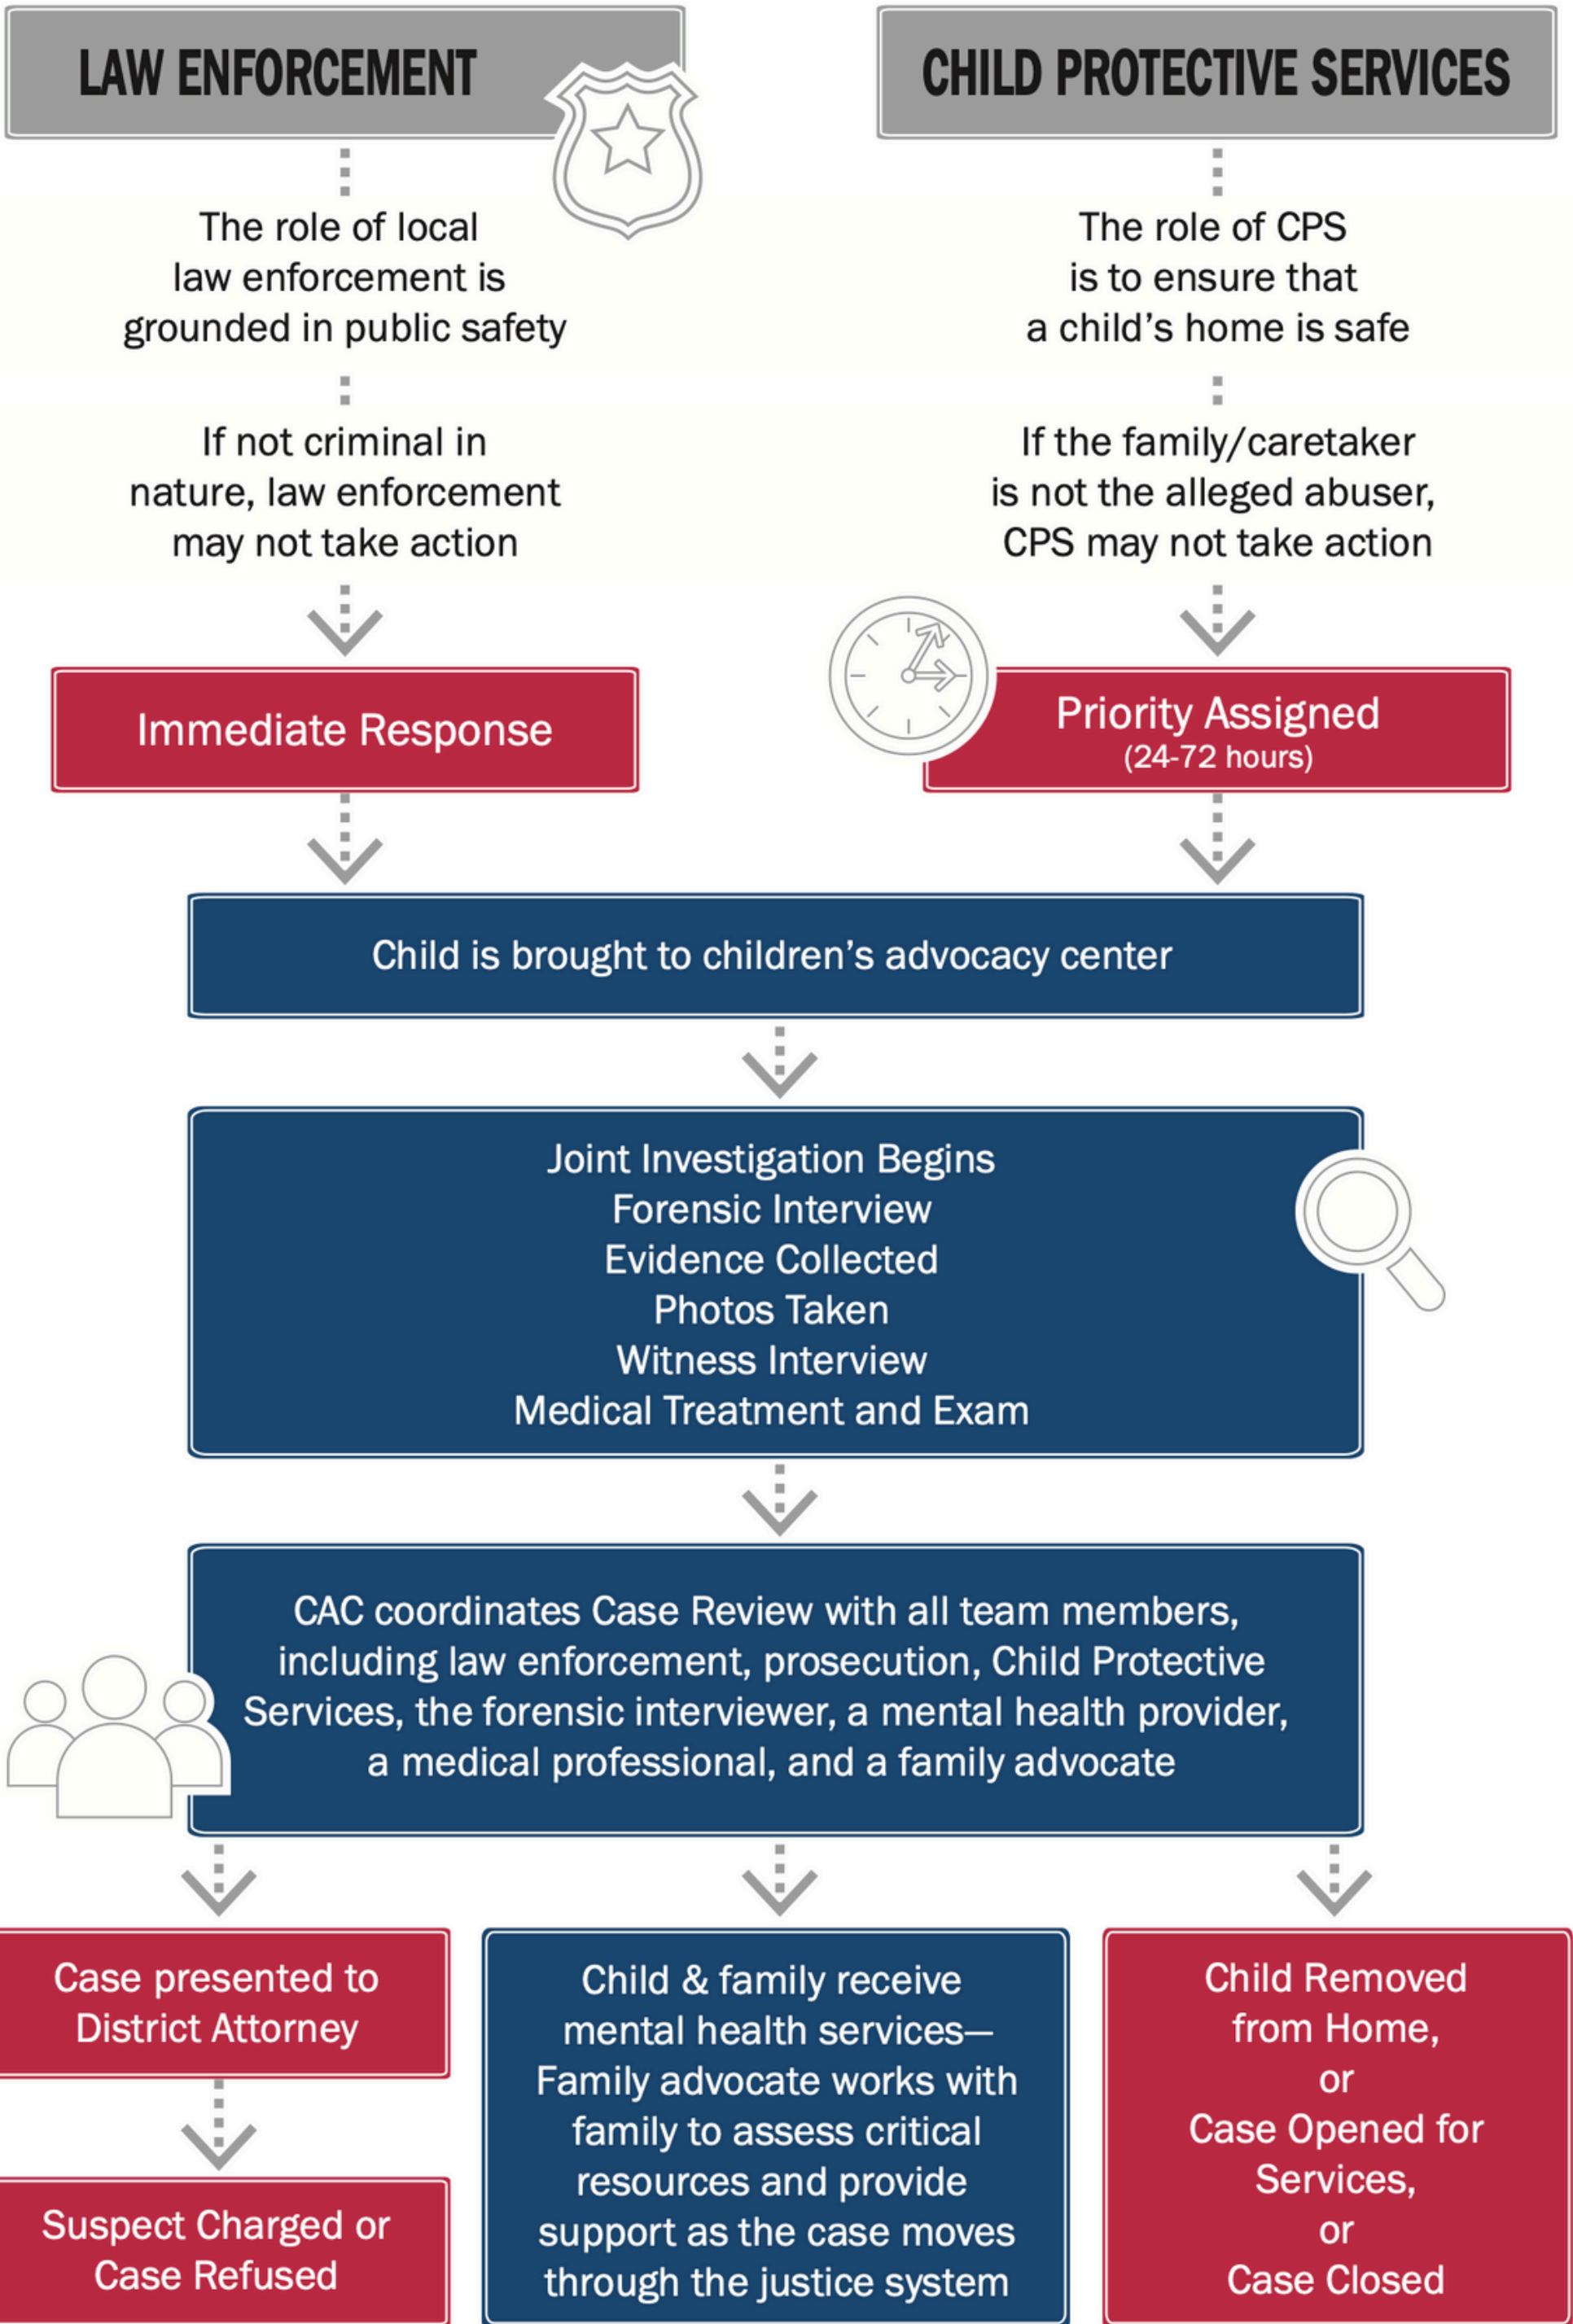 LAW ENFORCEMENT
The role of local
law enforcement is
grounded in public safety
If not criminal in
nature, law enforcement
may not take action
Immediate Response
CHILD PROTECTIVE SERVICES
The role of CPS
is to ensure that
a child’s home is safe
If the family/caretaker
is not the alleged abuser,
CPS may not take action
Priority Assigned
(24-72 hours)
Child is brought to children’s advocacy center
Joint Investigation Begins
Forensic Interview
Evidence Collected
Photos Taken
Witness Interview
Medical Treatment and Exam
CAC coordinates Case Review with all team members,
including law enforcement, prosecution, Child Protective
Services, the forensic interviewer, a mental health provider,
a medical professional, and a family advocate
Case presented to
District Attorney
Suspect Charged or
Case Refused
Child & family receive
mental health services—
Family advocate works with
family to assess critical
resources and provide
support as the case moves
through the justice system
Child Removed
from Home,
or
Case Opened for
Services,
or
Case Closed